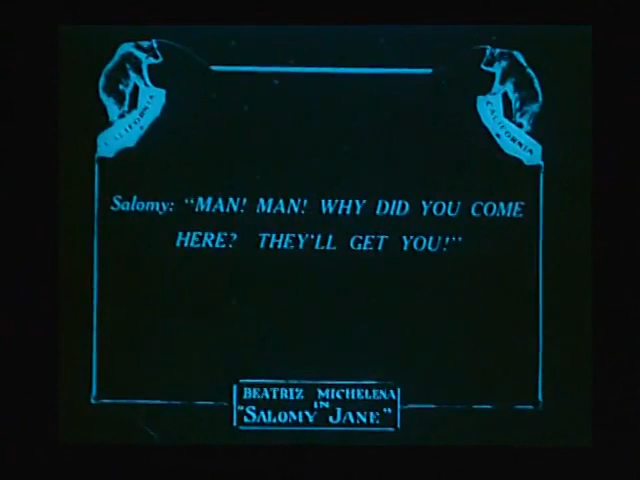 CALIFORNIA
CALIFORNIA
Salomy: "MAN! MAN! WHY DID YOU COME
HERE? THEY'LL GET YOU!"
BEATRIZ MICHELENA
IN
"SALOMY JANE"